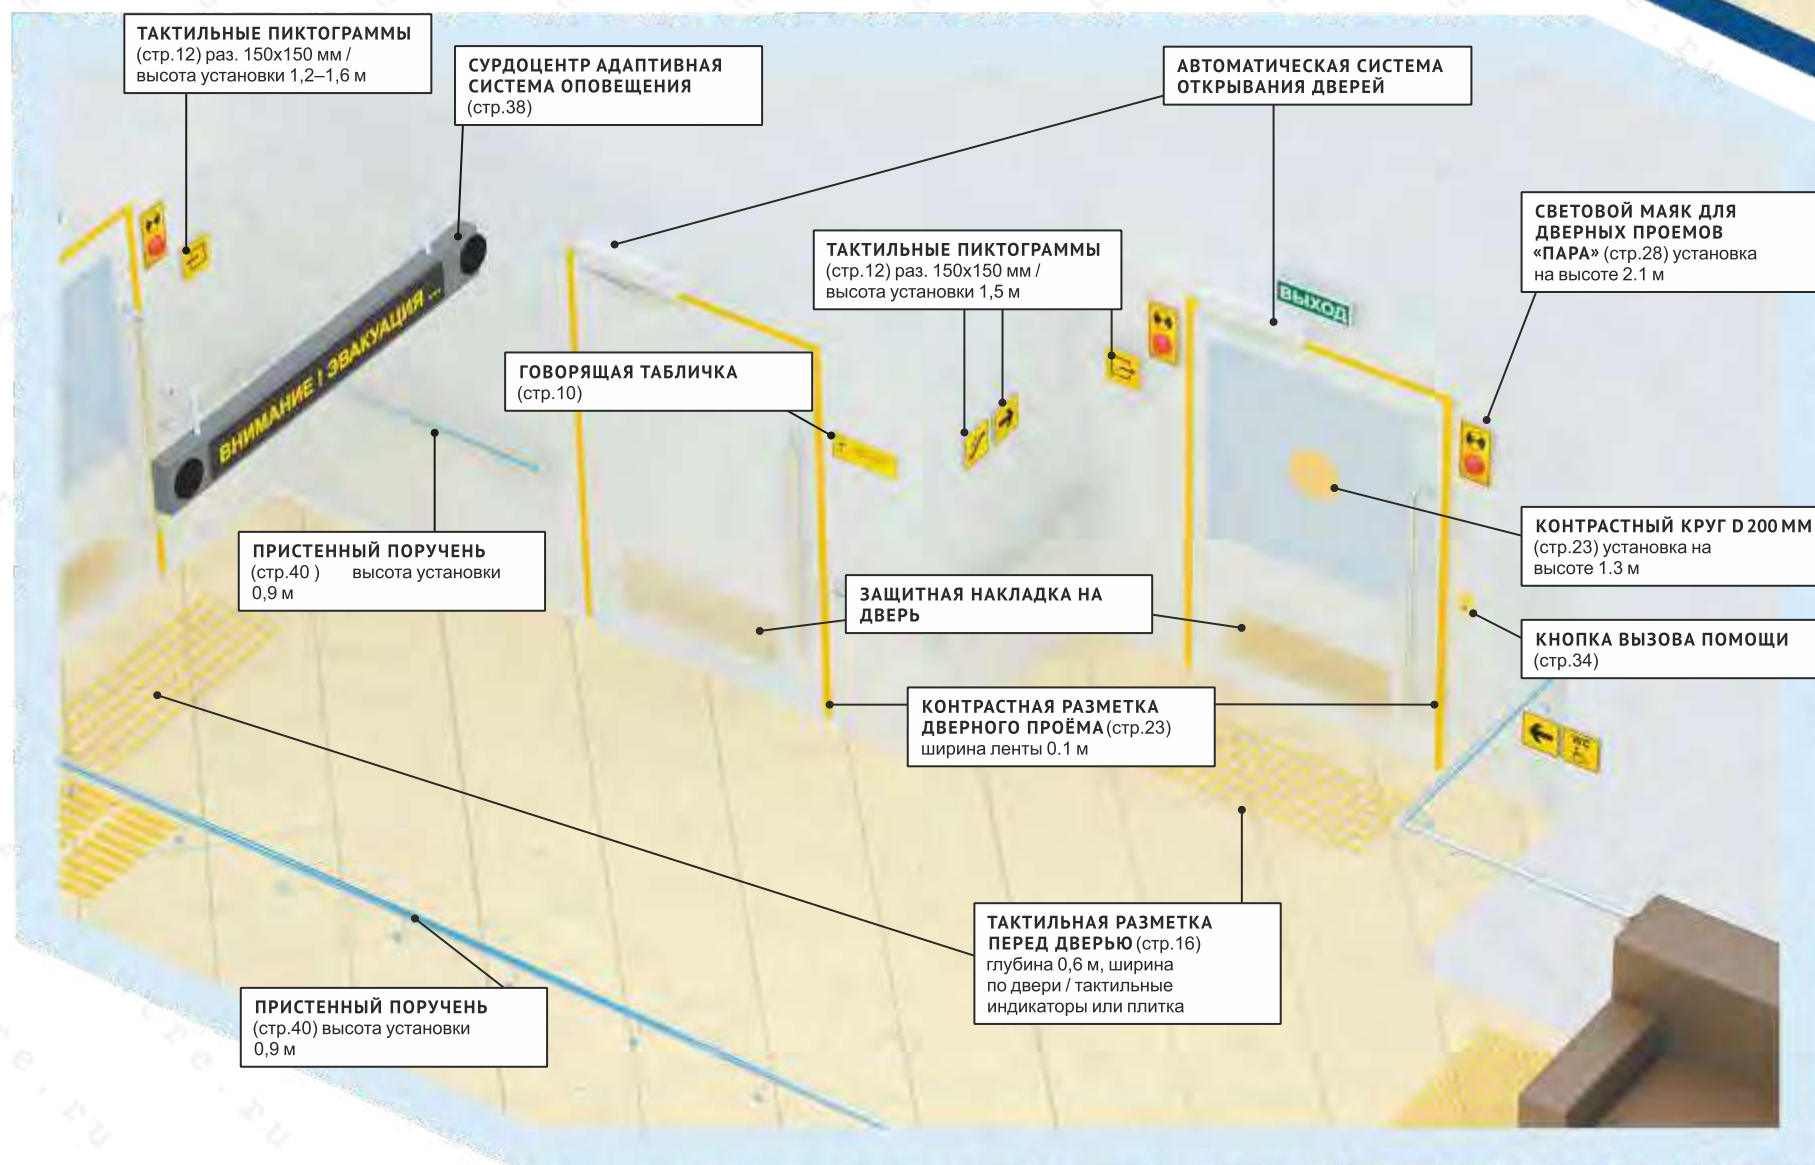 ТАКТИЛЬНЫЕ ПИКТОГРАММЫ
(стр.12) раз. 150х150 мм /
высота установки 1,2–1,6 м
СУРДОЦЕНТР АДАПТИВНАЯ
СИСТЕМА ОПОВЕЩЕНИЯ
(стр.38)
АВТОМАТИЧЕСКАЯ СИСТЕМА
ОТКРЫВАНИЯ ДВЕРЕЙ
СВЕТОВОЙ МАЯК ДЛЯ
ДВЕРНЫХ ПРОЕМОВ
«ПАРА» (стр.28) установка
на высоте 2.1 м
ТАКТИЛЬНЫЕ ПИКТОГРАММЫ
(стр.12) раз. 150х150 мм /
высота установки 1,5 м
ВЫХОД
ВНИМАНИЕ ! ЭВАКУАЦИЯ ...
ГОВОРЯЩАЯ ТАБЛИЧКА
(стр.10)
КОНТРАСТНЫЙ КРУГ D 200 ММ
(стр.23) установка на
высоте 1.3 м
ПРИСТЕННЫЙ ПОРУЧЕНЬ
(стр.40 ) высота установки
0,9 м
ЗАЩИТНАЯ НАКЛАДКА НА
ДВЕРЬ
КНОПКА ВЫЗОВА ПОМОЩИ
(стр.34)
КОНТРАСТНАЯ РАЗМЕТКА
ДВЕРНОГО ПРОЁМА (стр.23)
ширина ленты 0.1 м
ТАКТИЛЬНАЯ РАЗМЕТКА
ПЕРЕД ДВЕРЬЮ (стр.16)
глубина 0,6 м, ширина
по двери / тактильные
индикаторы или плитка
ПРИСТЕННЫЙ ПОРУЧЕНЬ
(стр.40) высота установки
0,9 м